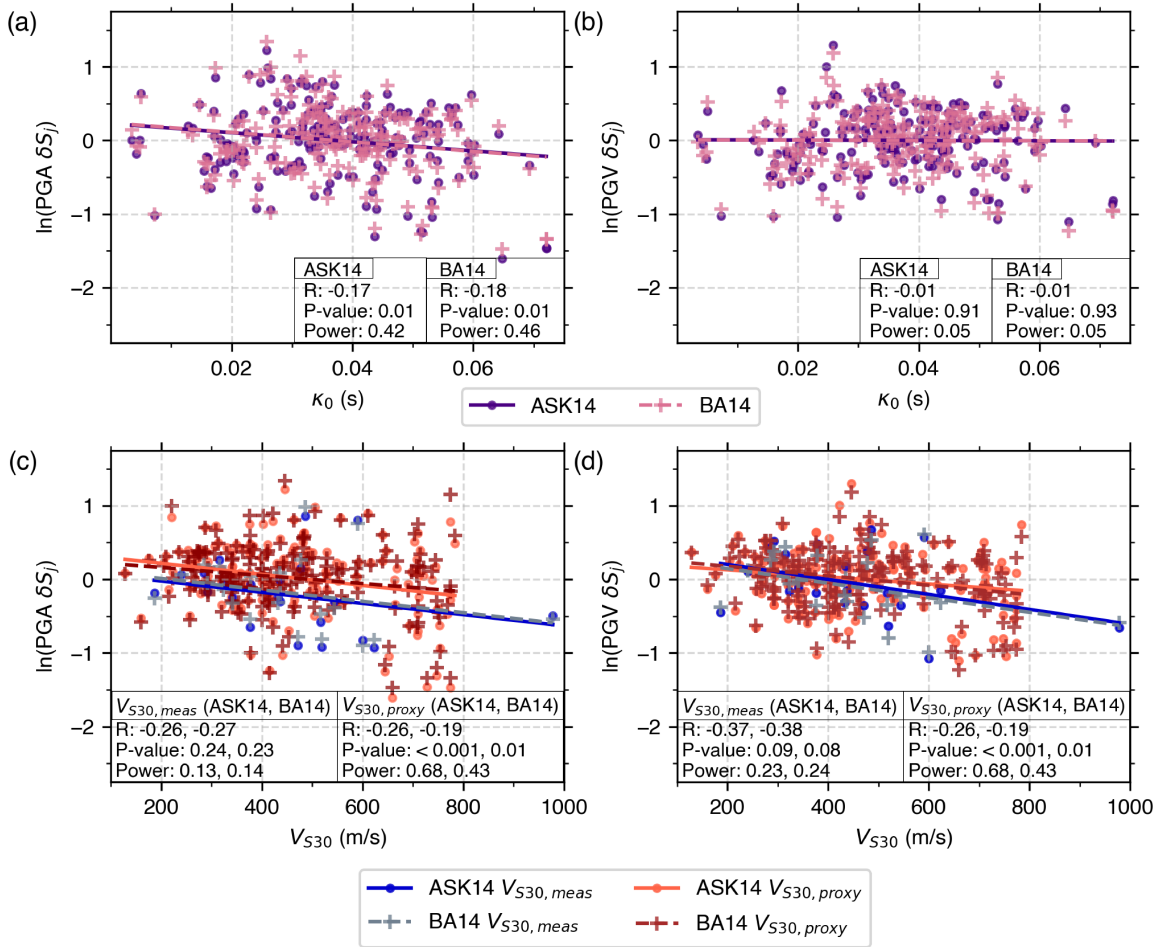 (a)
(b)
ln(PGA δS_j)
1
0
−1
−2
ASK14
R: -0.17
P-value: 0.01
Power: 0.42
BA14
R: -0.18
P-value: 0.01
Power: 0.46
0.02
0.04
0.06
κ_0 (s)
ln(PGV δS_j)
1
0
−1
−2
ASK14
R: -0.01
P-value: 0.91
Power: 0.05
BA14
R: -0.01
P-value: 0.93
Power: 0.05
0.02
0.04
0.06
κ_0 (s)
ASK14
BA14
(c)
(d)
ln(PGA δS_j)
1
0
−1
−2
V_S30, meas (ASK14, BA14)
R: -0.26, -0.27
P-value: 0.24, 0.23
Power: 0.13, 0.14
V_S30, proxy (ASK14, BA14)
R: -0.26, -0.19
P-value: < 0.001, 0.01
Power: 0.68, 0.43
200
400
600
800
1000
V_S30 (m/s)
ln(PGV δS_j)
1
0
−1
−2
V_S30, meas (ASK14, BA14)
R: -0.37, -0.38
P-value: 0.09, 0.08
Power: 0.23, 0.24
V_S30, proxy (ASK14, BA14)
R: -0.26, -0.19
P-value: < 0.001, 0.01
Power: 0.68, 0.43
200
400
600
800
1000
V_S30 (m/s)
ASK14 V_S30, meas
BA14 V_S30, meas
ASK14 V_S30, proxy
BA14 V_S30, proxy